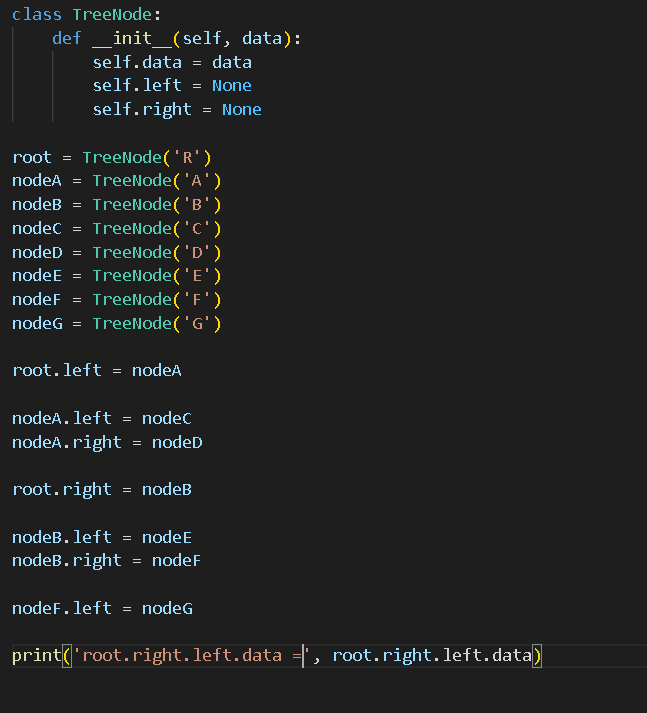 class TreeNode:
    def __init__(self, data):
        self.data = data
        self.left = None
        self.right = None

root = TreeNode('R')
nodeA = TreeNode('A')
nodeB = TreeNode('B')
nodeC = TreeNode('C')
nodeD = TreeNode('D')
nodeE = TreeNode('E')
nodeF = TreeNode('F')
nodeG = TreeNode('G')

root.left = nodeA

nodeA.left = nodeC
nodeA.right = nodeD

root.right = nodeB

nodeB.left = nodeE
nodeB.right = nodeF

nodeF.left = nodeG

print('root.right.left.data =', root.right.left.data)